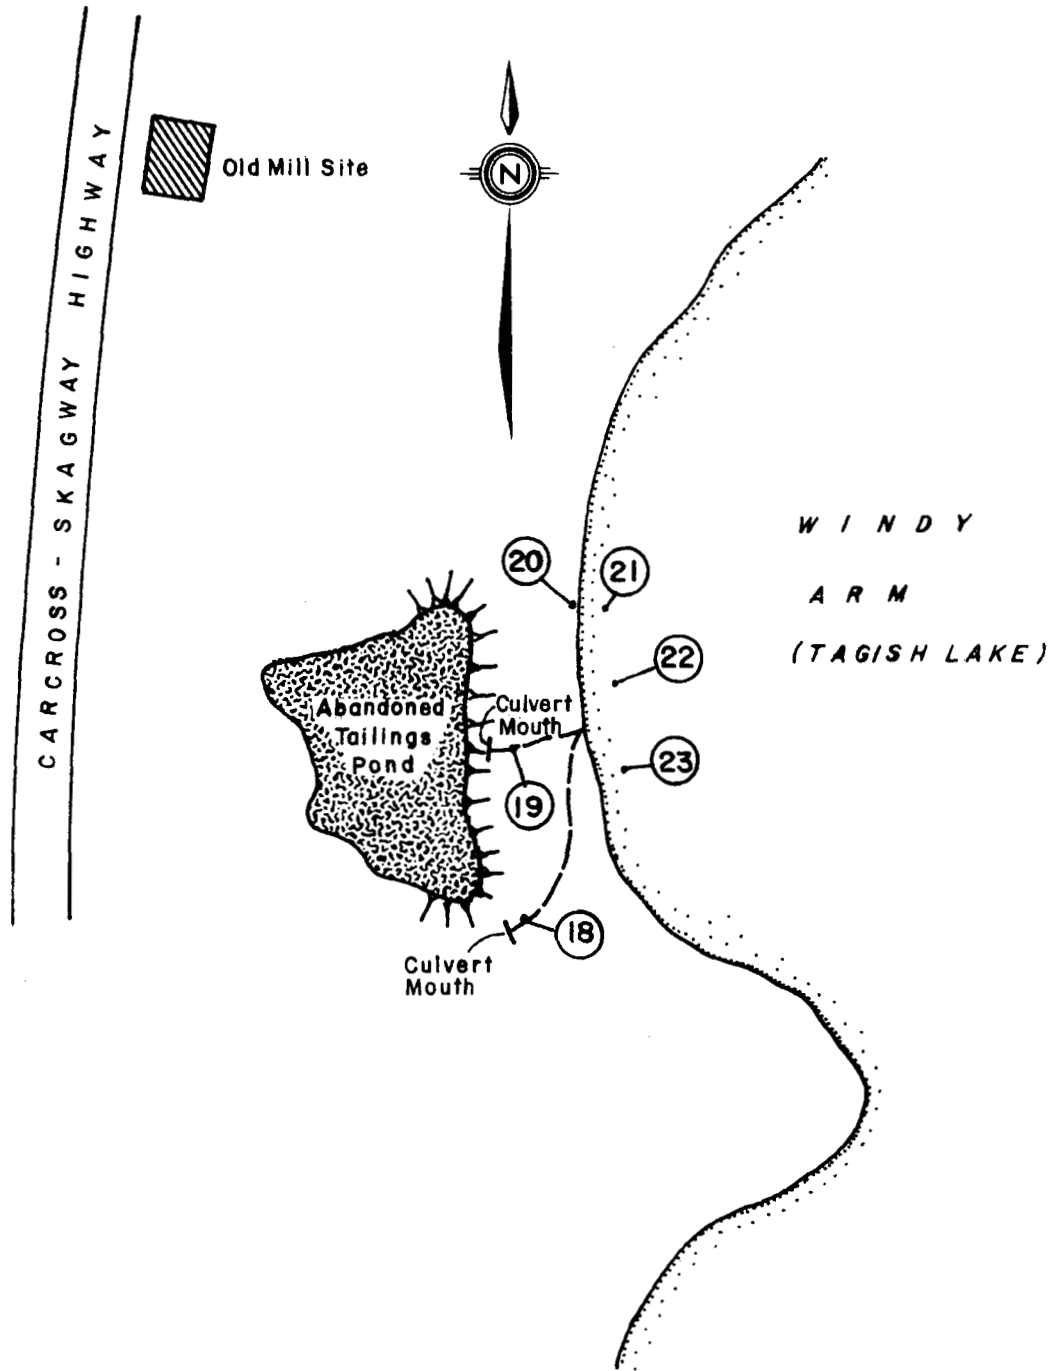 CARCROSS - SKAGWAY HIGHWAY
Old Mill Site
N
WINDY
ARM
(TAGISH LAKE)
20
21
22
23
Culvert
Mouth
Abandoned
Tailings
Pond
19
18
Culvert
Mouth